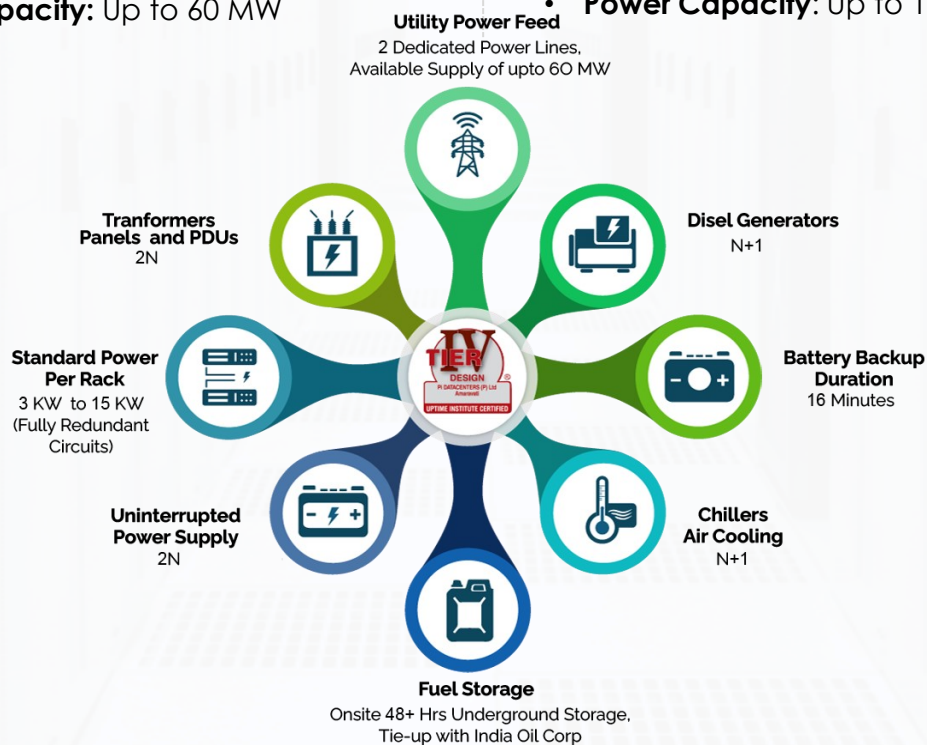 pacity: Up to 60 MW
• Power Capacity: Up to 1
Utility Power Feed
2 Dedicated Power Lines,
Available Supply of upto 60 MW
Tranformers
Panels and PDUs
2N
Disel Generators
N+1
Standard Power
Per Rack
3 KW to 15 KW
(Fully Redundant
Circuits)
IV
TIER
DESIGN
Pi DATACENTERS (P) Ltd
Amaravati
UPTIME INSTITUTE CERTIFIED
®
Battery Backup
Duration
16 Minutes
Uninterrupted
Power Supply
2N
Chillers
Air Cooling
N+1
Fuel Storage
Onsite 48+ Hrs Underground Storage,
Tie-up with India Oil Corp